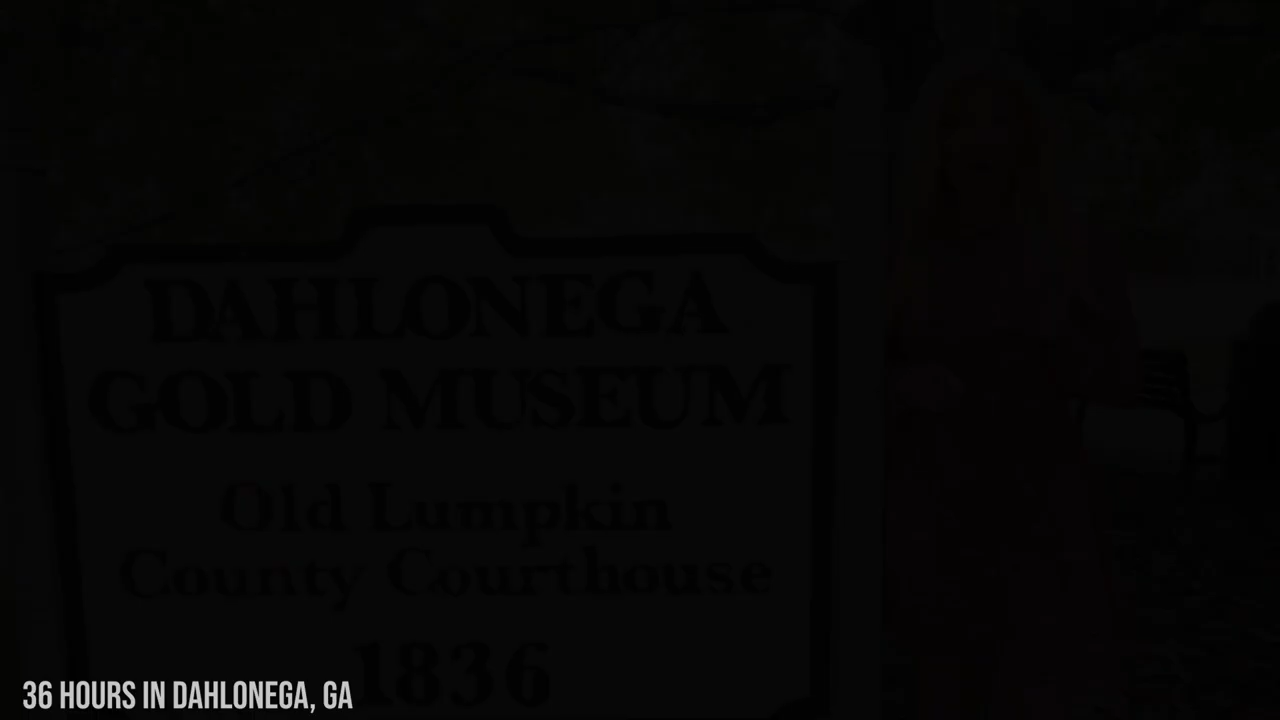 DAHLONEGA
GOLD MUSEUM
Old Lumpkin
County Courthouse
1836
36 HOURS IN DAHLONEGA, GA